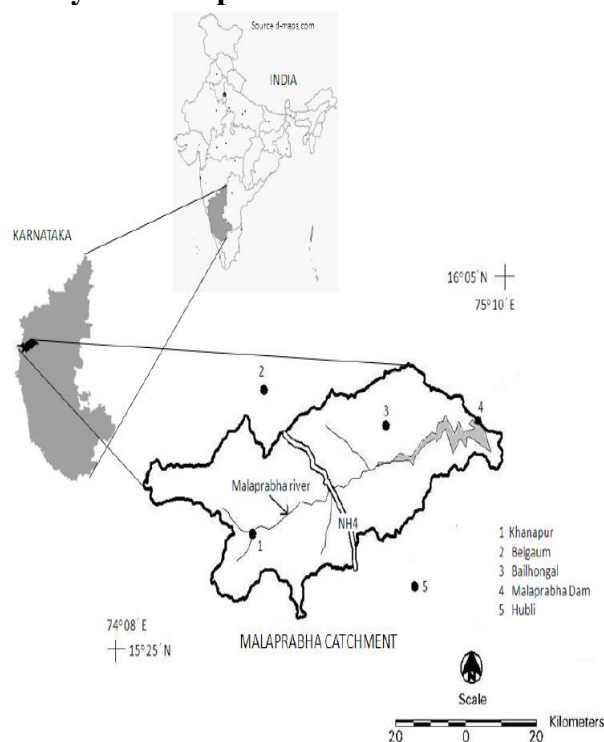 Source d-maps.com
INDIA
KARNATAKA
16°05' N
75°10' E
2
3
4
Malaprabha river
NH4
1
5
1 Khanapur
2 Belgaum
3 Bailhongal
4 Malaprabha Dam
5 Hubli
74°08' E
15°25' N
MALAPRABHA CATCHMENT
N
Scale
Kilometers
20 0 20